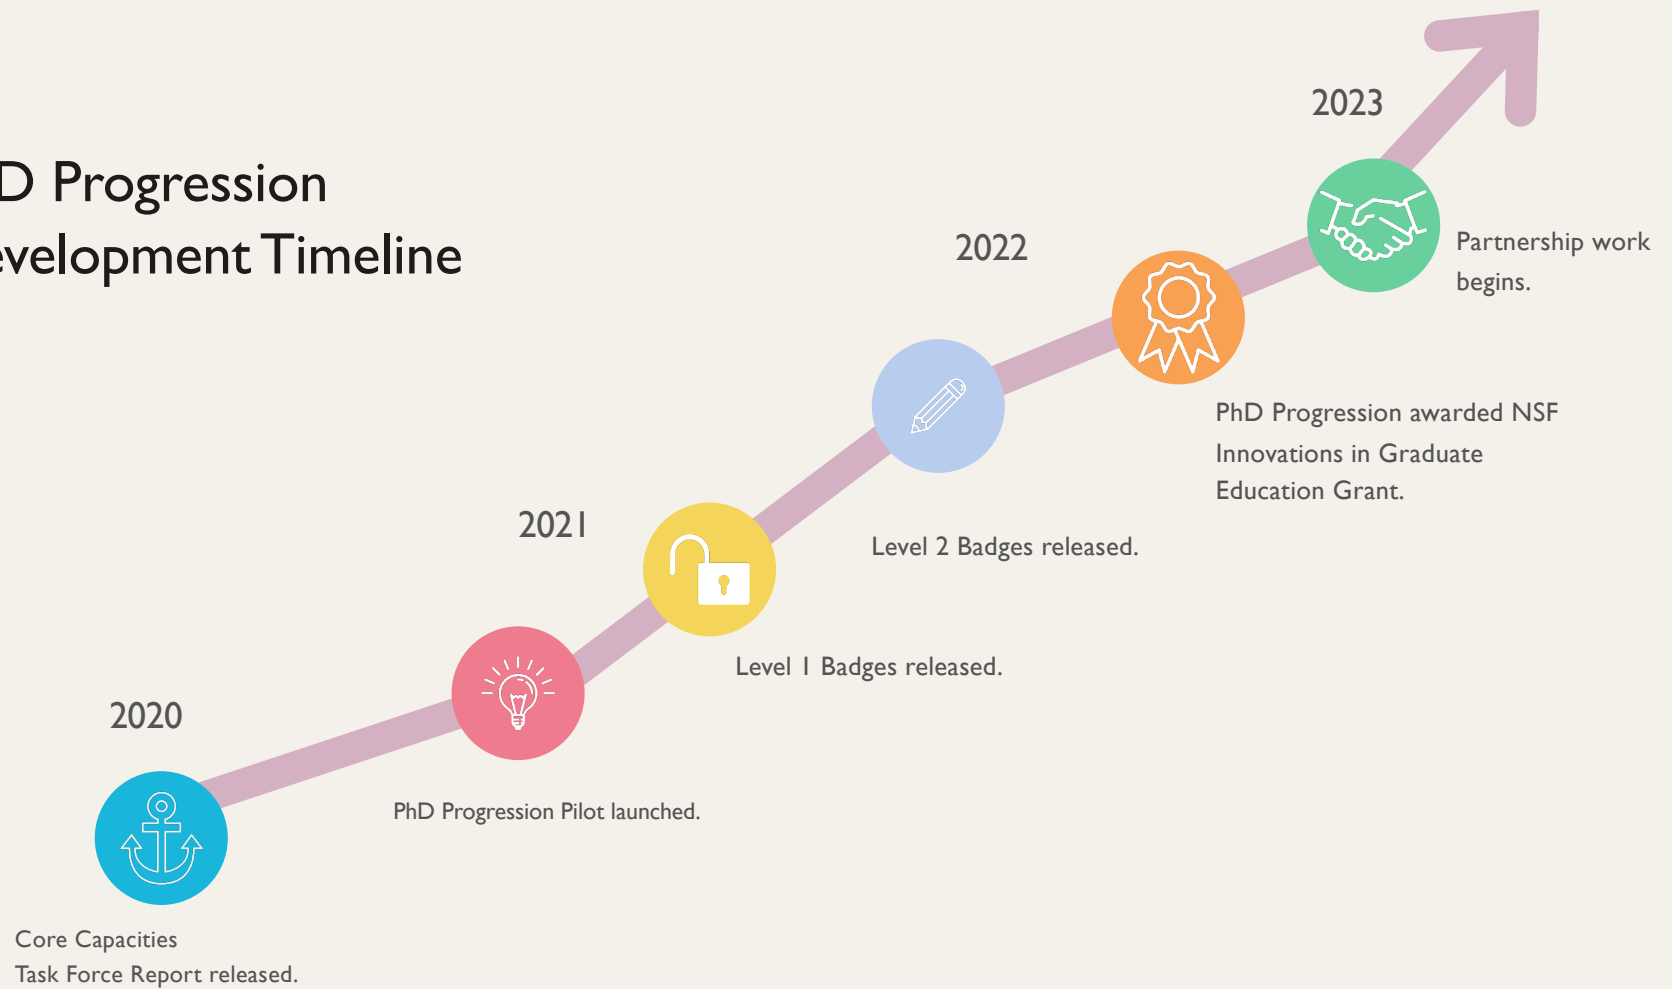 D Progression
evelopment Timeline
2023
Partnership work
begins.
2022
PhD Progression awarded NSF
Innovations in Graduate
Education Grant.
2021
Level 2 Badges released.
Level 1 Badges released.
2020
PhD Progression Pilot launched.
Core Capacities
Task Force Report released.